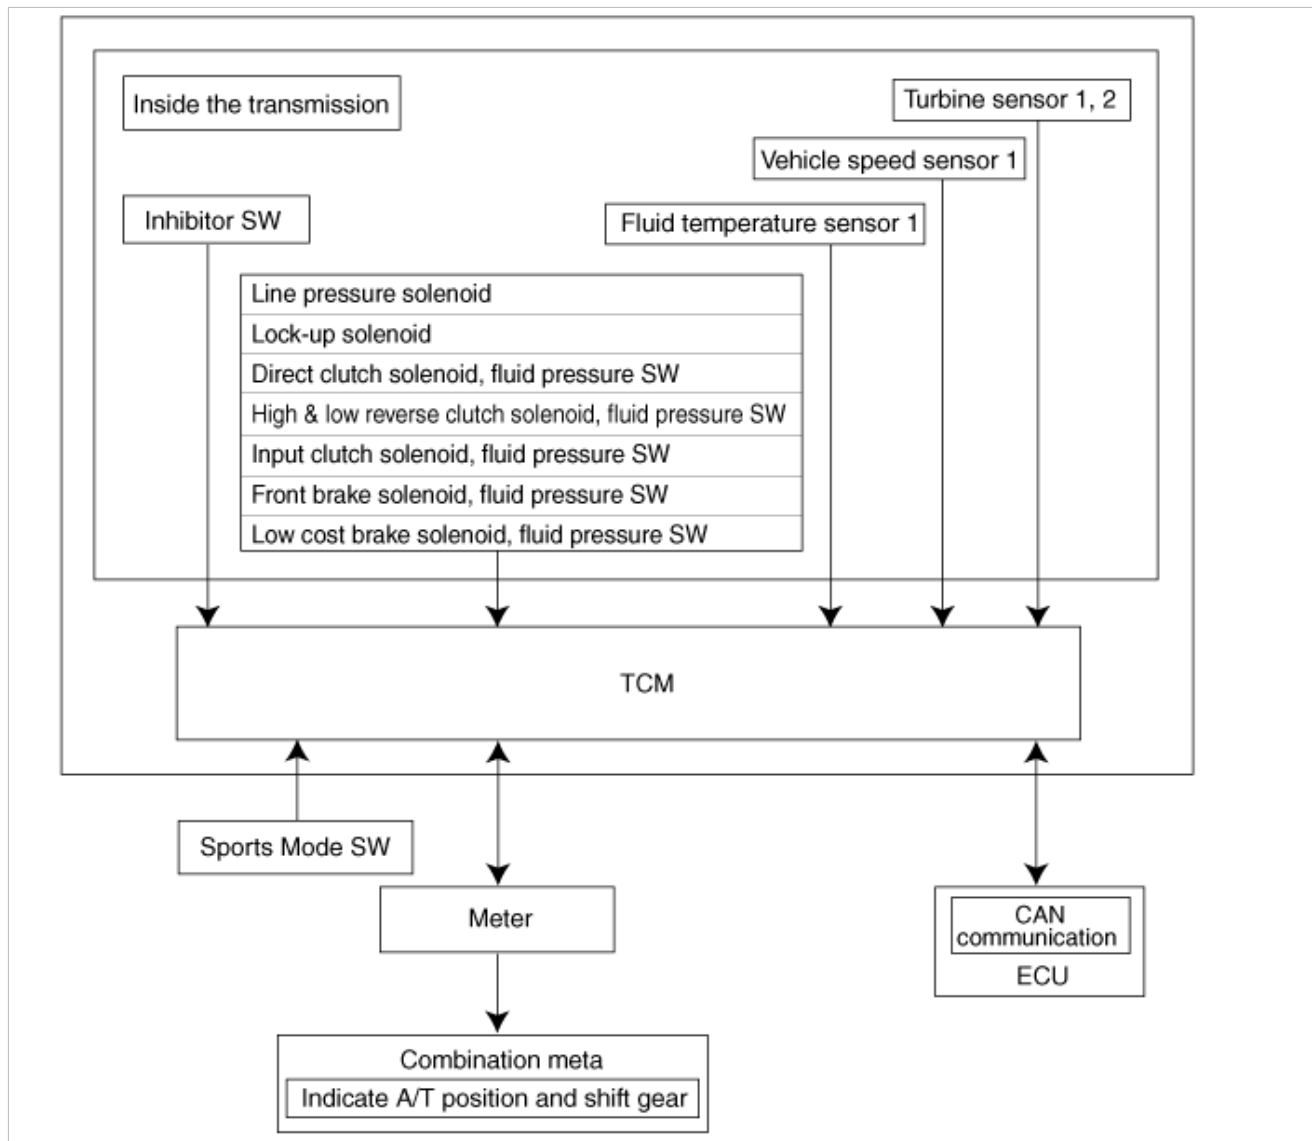 Inside the transmission
Turbine sensor 1, 2
Vehicle speed sensor 1
Inhibitor SW
Fluid temperature sensor 1
Line pressure solenoid
Lock-up solenoid
Direct clutch solenoid, fluid pressure SW
High & low reverse clutch solenoid, fluid pressure SW
Input clutch solenoid, fluid pressure SW
Front brake solenoid, fluid pressure SW
Low cost brake solenoid, fluid pressure SW
TCM
Sports Mode SW
Meter
CAN
communication
ECU
Combination meta
Indicate A/T position and shift gear